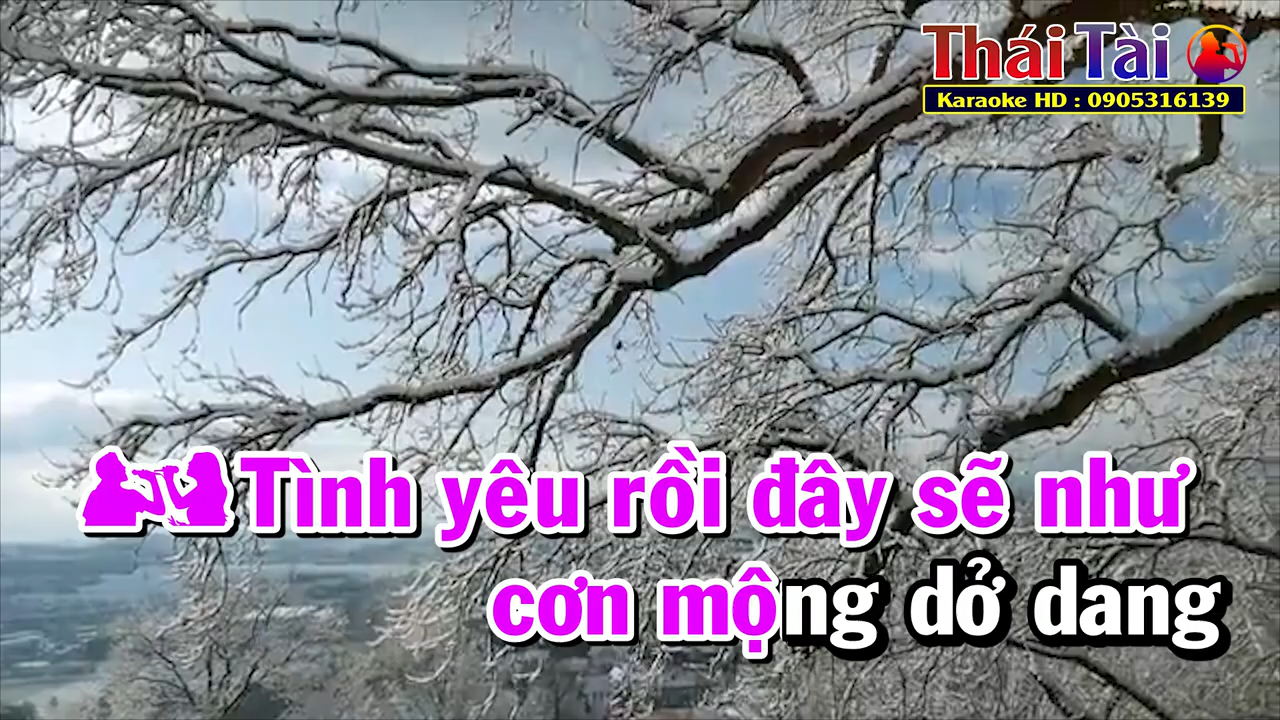 Thái Tài
Karaoke HD : 0905316139
Tình yêu rồi đây sẽ như
cơn mộng dở dang